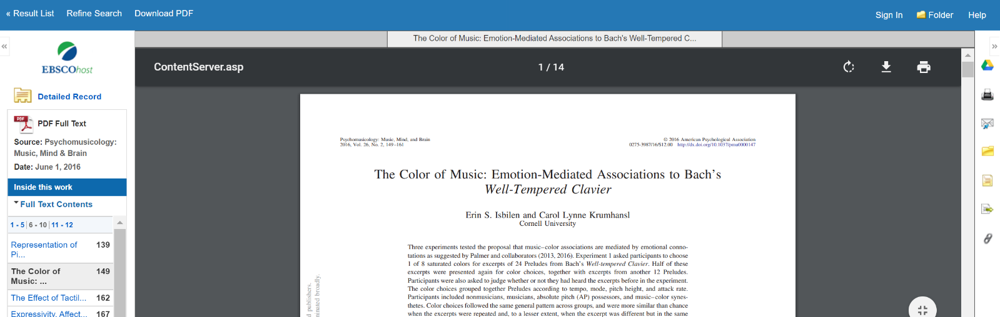 « Result List Refine Search Download PDF
Sign In Folder Help
«
»
EBSCOhost
Detailed Record
PDF Full Text
Source: Psychomusicology:
Music, Mind & Brain
Date: June 1, 2016
Inside this work
Full Text Contents
1 - 5 | 6 - 10 | 11 - 12
Representation of 139
Pi...
The Color of 149
Music: ...
The Effect of Tactil... 162
Expressivity, Affect... 167
The Color of Music: Emotion-Mediated Associations to Bach's Well-Tempered C...
ContentServer.asp 1 / 14
Psychomusicology: Music, Mind, and Brain © 2016 American Psychological Association
2016, Vol. 26, No. 2, 149–161 0275-3987/16/$12.00 http://dx.doi.org/10.1037/pmu0000147
The Color of Music: Emotion-Mediated Associations to Bach's
Well-Tempered Clavier
Erin S. Isbilen and Carol Lynne Krumhansl
Cornell University
Three experiments tested the proposal that music–color associations are mediated by emotional conno-
tations as suggested by Palmer and collaborators (2013, 2016). Experiment 1 asked participants to choose
1 of 8 saturated colors for excerpts of 24 Preludes from Bach's Well-tempered Clavier. Half of these
excerpts were presented again for color choices, together with excerpts from another 12 Preludes.
Participants were also asked to judge whether or not they had heard the excerpts before in the experiment.
The color choices grouped together Preludes according to tempo, mode, pitch height, and attack rate.
Participants included nonmusicians, musicians, absolute pitch (AP) possessors, and music–color synes-
thetes. Color choices followed the same general pattern across groups, and were more similar than chance
when the excerpts were repeated and, to a lesser extent, when the excerpt was different but in the same
publishers.
minated broadly.